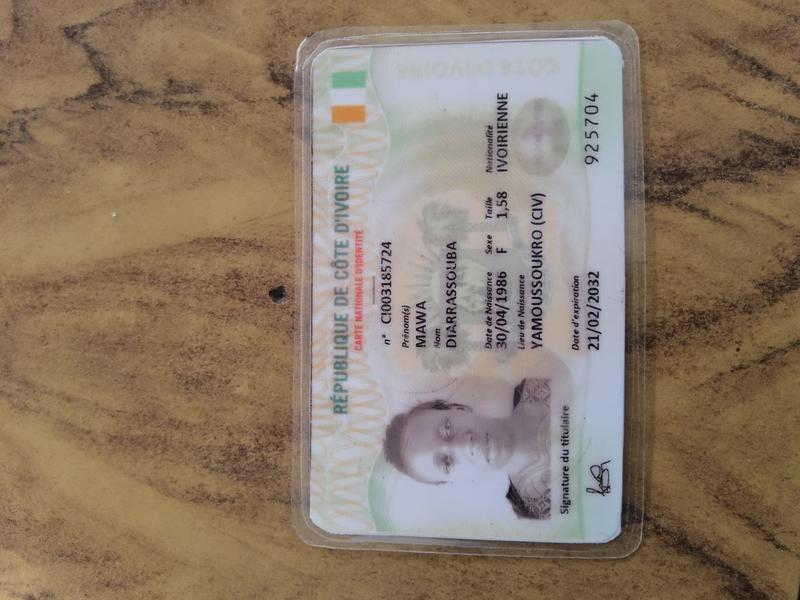 RÉPUBLIQUE DE CÔTE D'IVOIRE
CARTE NATIONALE D'IDENTITÉ
n° CI003185724
Prénom(s)
MAWA
Nom
DIARRASSOUBA
Date de Naissance Sexe Taille Nationalité
30/04/1986 F 1,58 IVOIRIENNE
Lieu de Naissance
YAMOUSSOUKRO (CIV)
Date d'expiration
21/02/2032
925704
Signature du titulaire
CÔTE D'IVOIRE